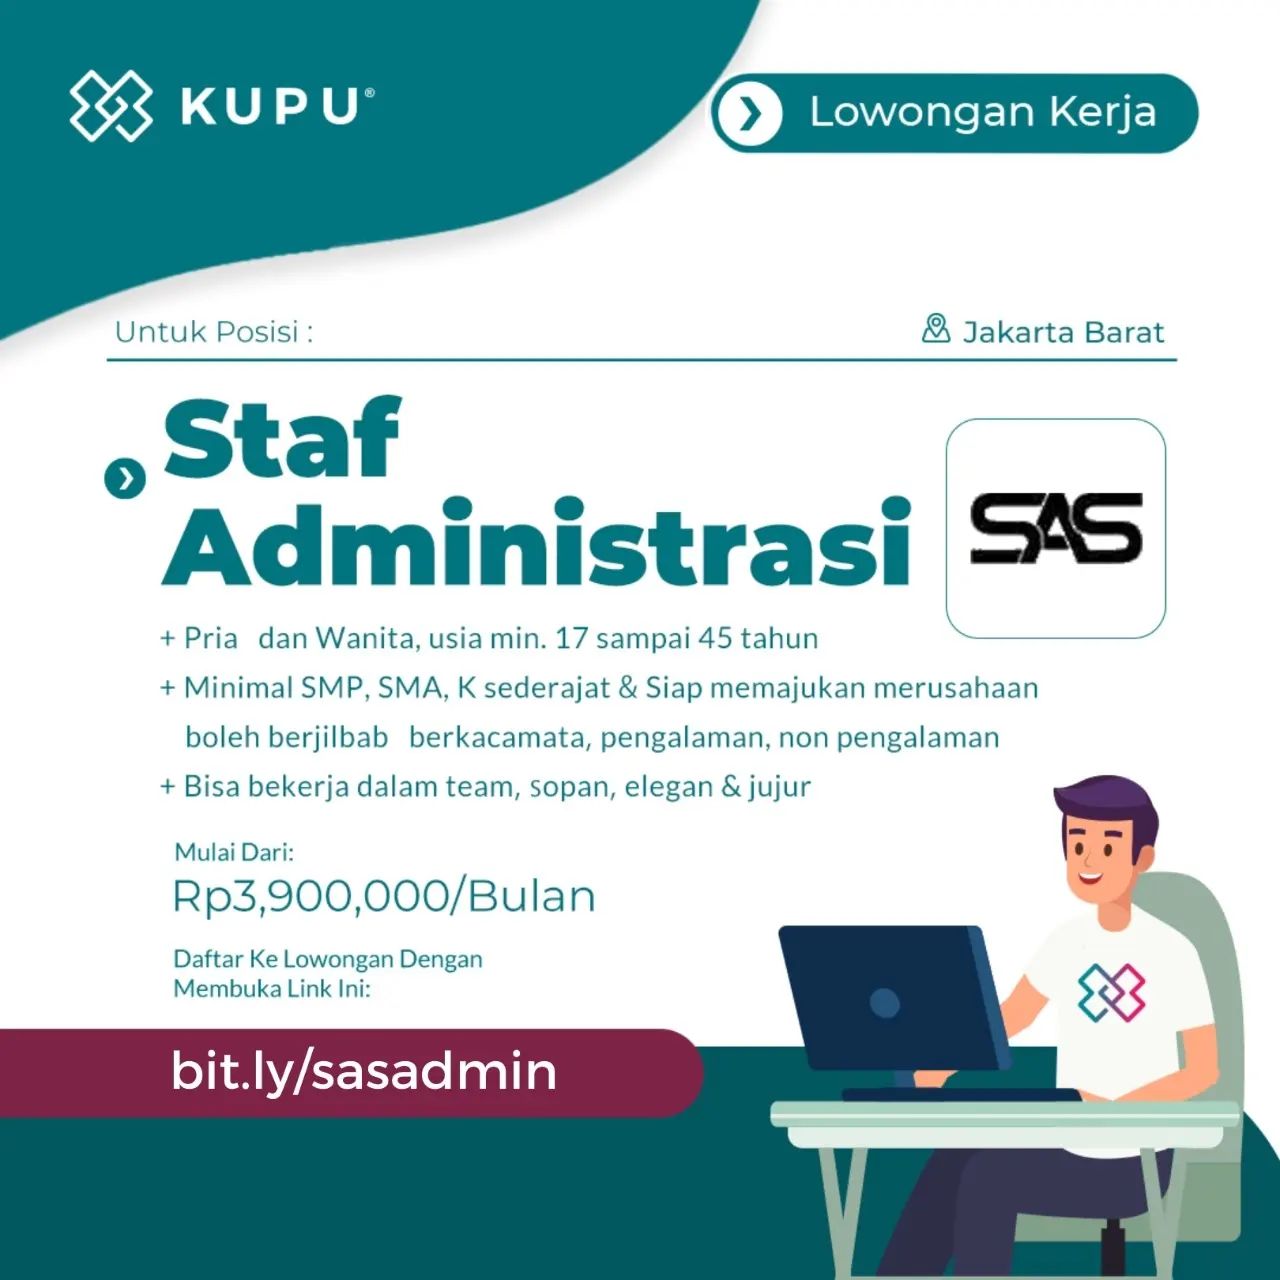 KUPU®
Lowongan Kerja
Untuk Posisi :
Jakarta Barat
Staf
Administrasi
SAS
+ Pria dan Wanita, usia min. 17 sampai 45 tahun
+ Minimal SMP, SMA, K sederajat & Siap memajukan merusahaan
boleh berjilbab berkacamata, pengalaman, non pengalaman
+ Bisa bekerja dalam team, sopan, elegan & jujur
Mulai Dari:
Rp3,900,000/Bulan
Daftar Ke Lowongan Dengan
Membuka Link Ini:
bit.ly/sasadmin